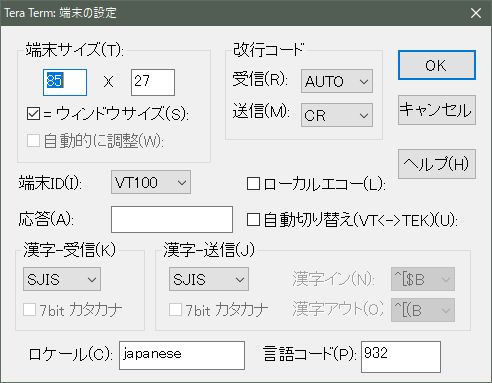 Tera Term: 端末の設定
端末サイズ(T):
85 X 27
=ウィンドウサイズ(S):
自動的に調整(W):
改行コード
受信(R): AUTO
送信(M): CR
OK
キャンセル
ヘルプ(H)
端末ID(I): VT100
ローカルエコー(L):
応答(A):
自動切り替え(VT<->TEK)(U):
漢字-受信(K)
SJIS
7bit カタカナ
漢字-送信(J)
SJIS
7bit カタカナ
漢字イン(N): ^[$B
漢字アウト(O) ^[(B
ロケール(C): japanese
言語コード(P): 932